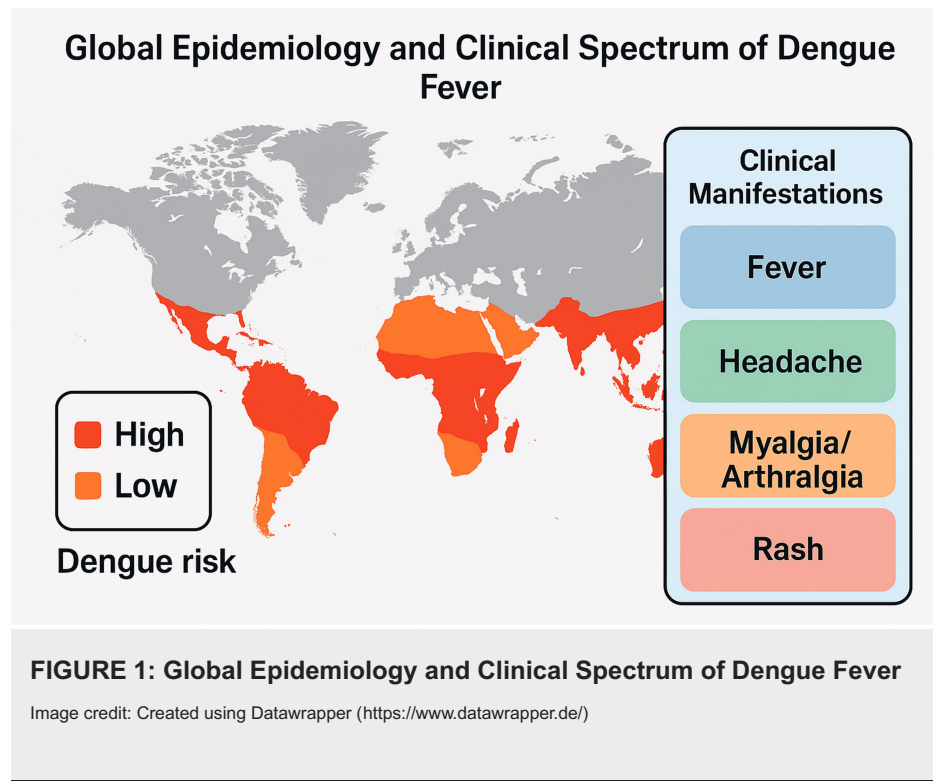 Global Epidemiology and Clinical Spectrum of Dengue
Fever
Clinical
Manifestations
Fever
Headache
Myalgia/
Arthralgia
Rash
High
Low
Dengue risk
FIGURE 1: Global Epidemiology and Clinical Spectrum of Dengue Fever
Image credit: Created using Datawrapper (https://www.datawrapper.de/)